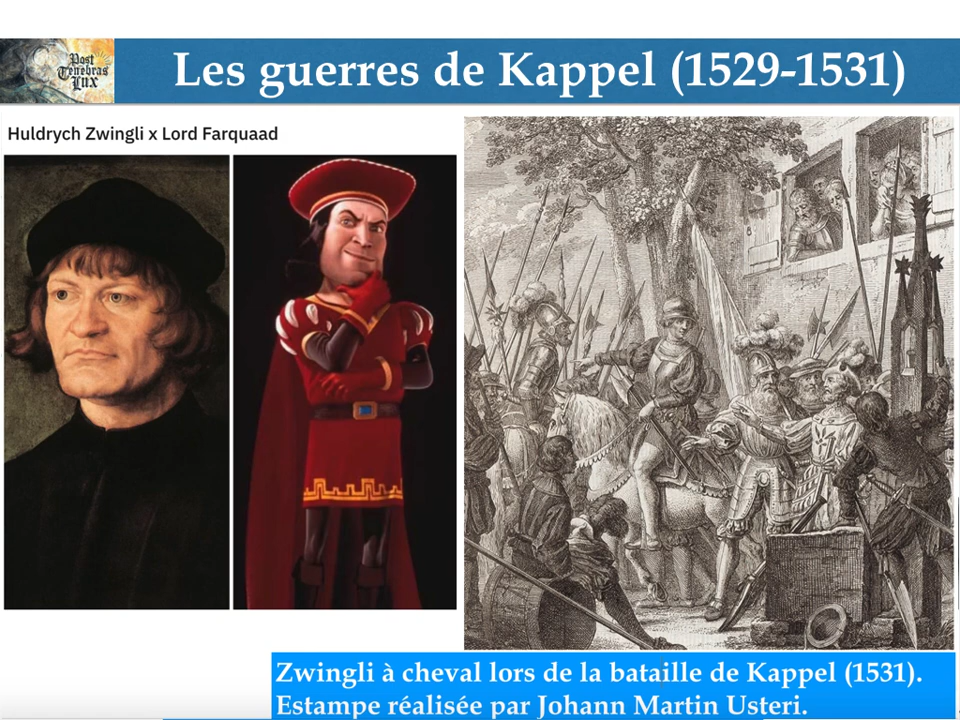 Post
Tenebras
Lux
Les guerres de Kappel (1529-1531)
Huldrych Zwingli x Lord Farquaad
Zwingli à cheval lors de la bataille de Kappel (1531).
Estampe réalisée par Johann Martin Usteri.